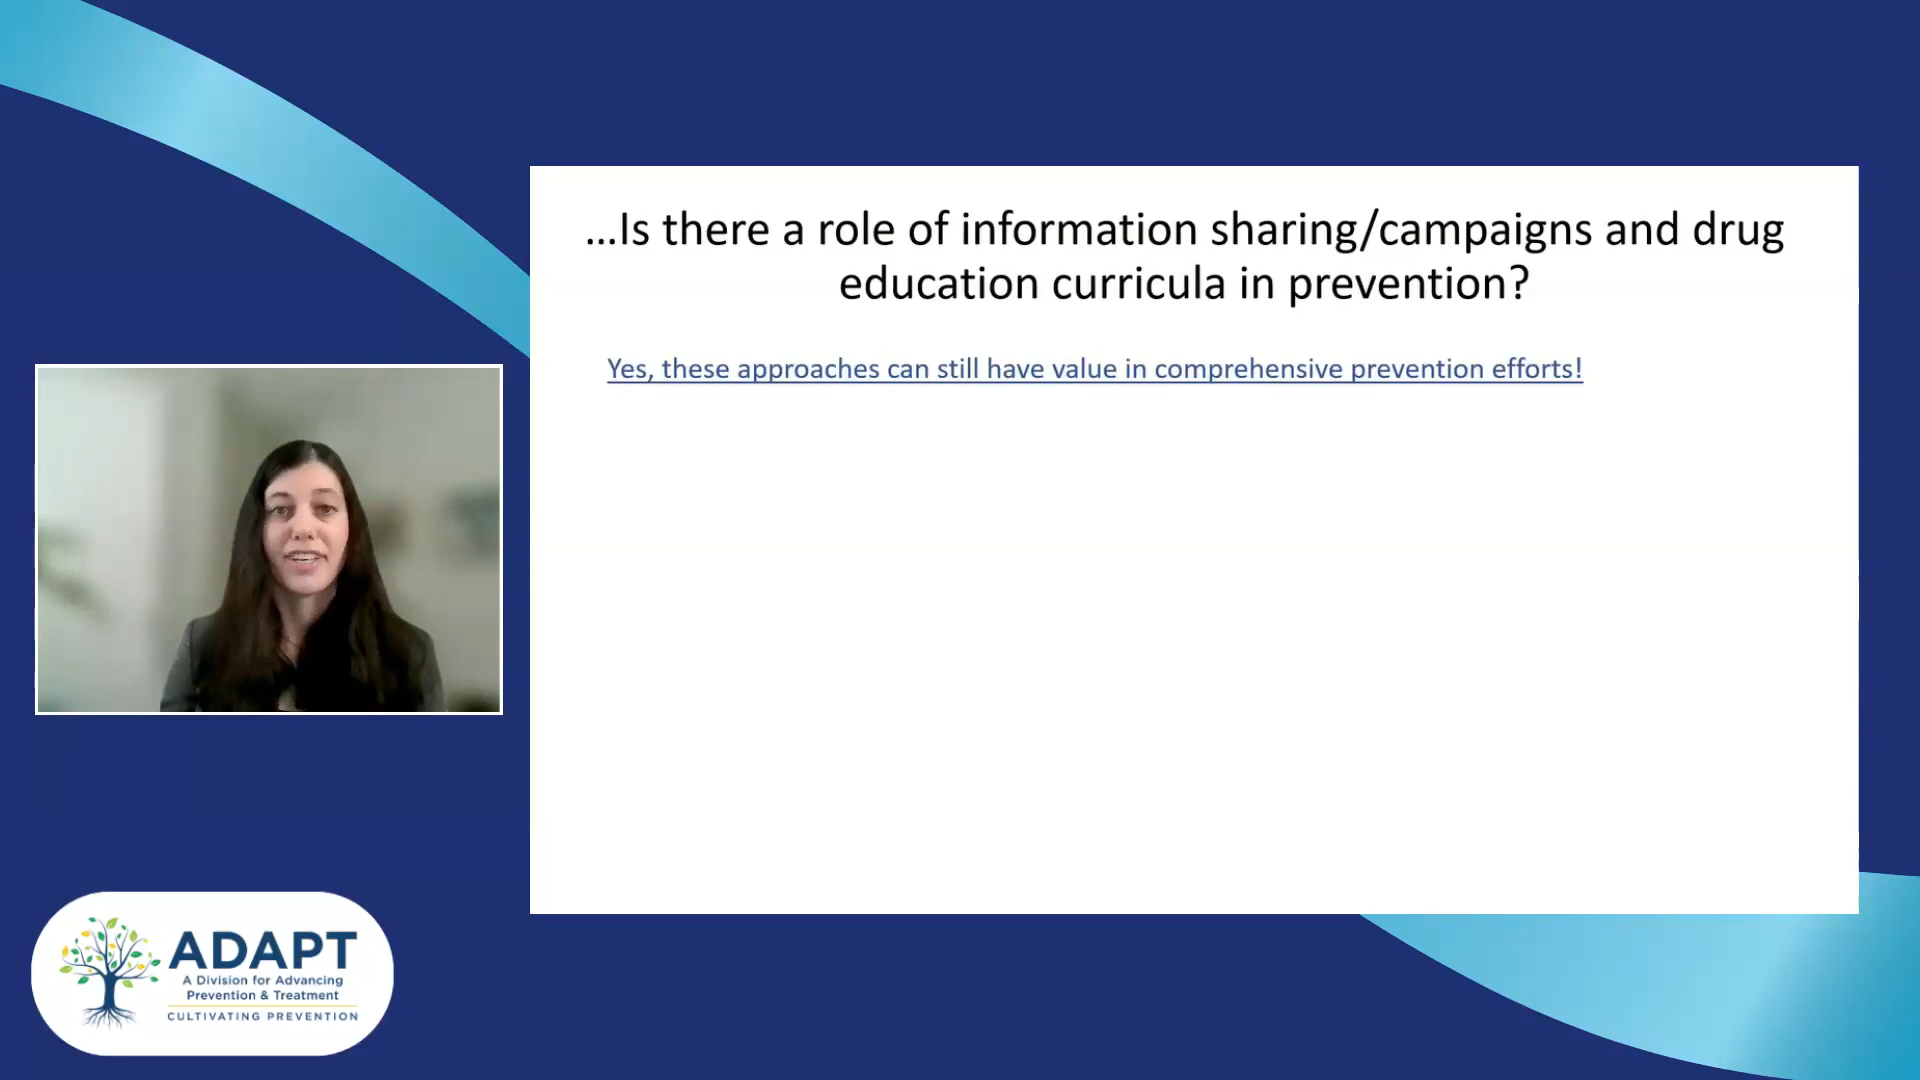 …Is there a role of information sharing/campaigns and drug
education curricula in prevention?
Yes, these approaches can still have value in comprehensive prevention efforts!
ADAPT
A Division for Advancing
Prevention & Treatment
CULTIVATING PREVENTION